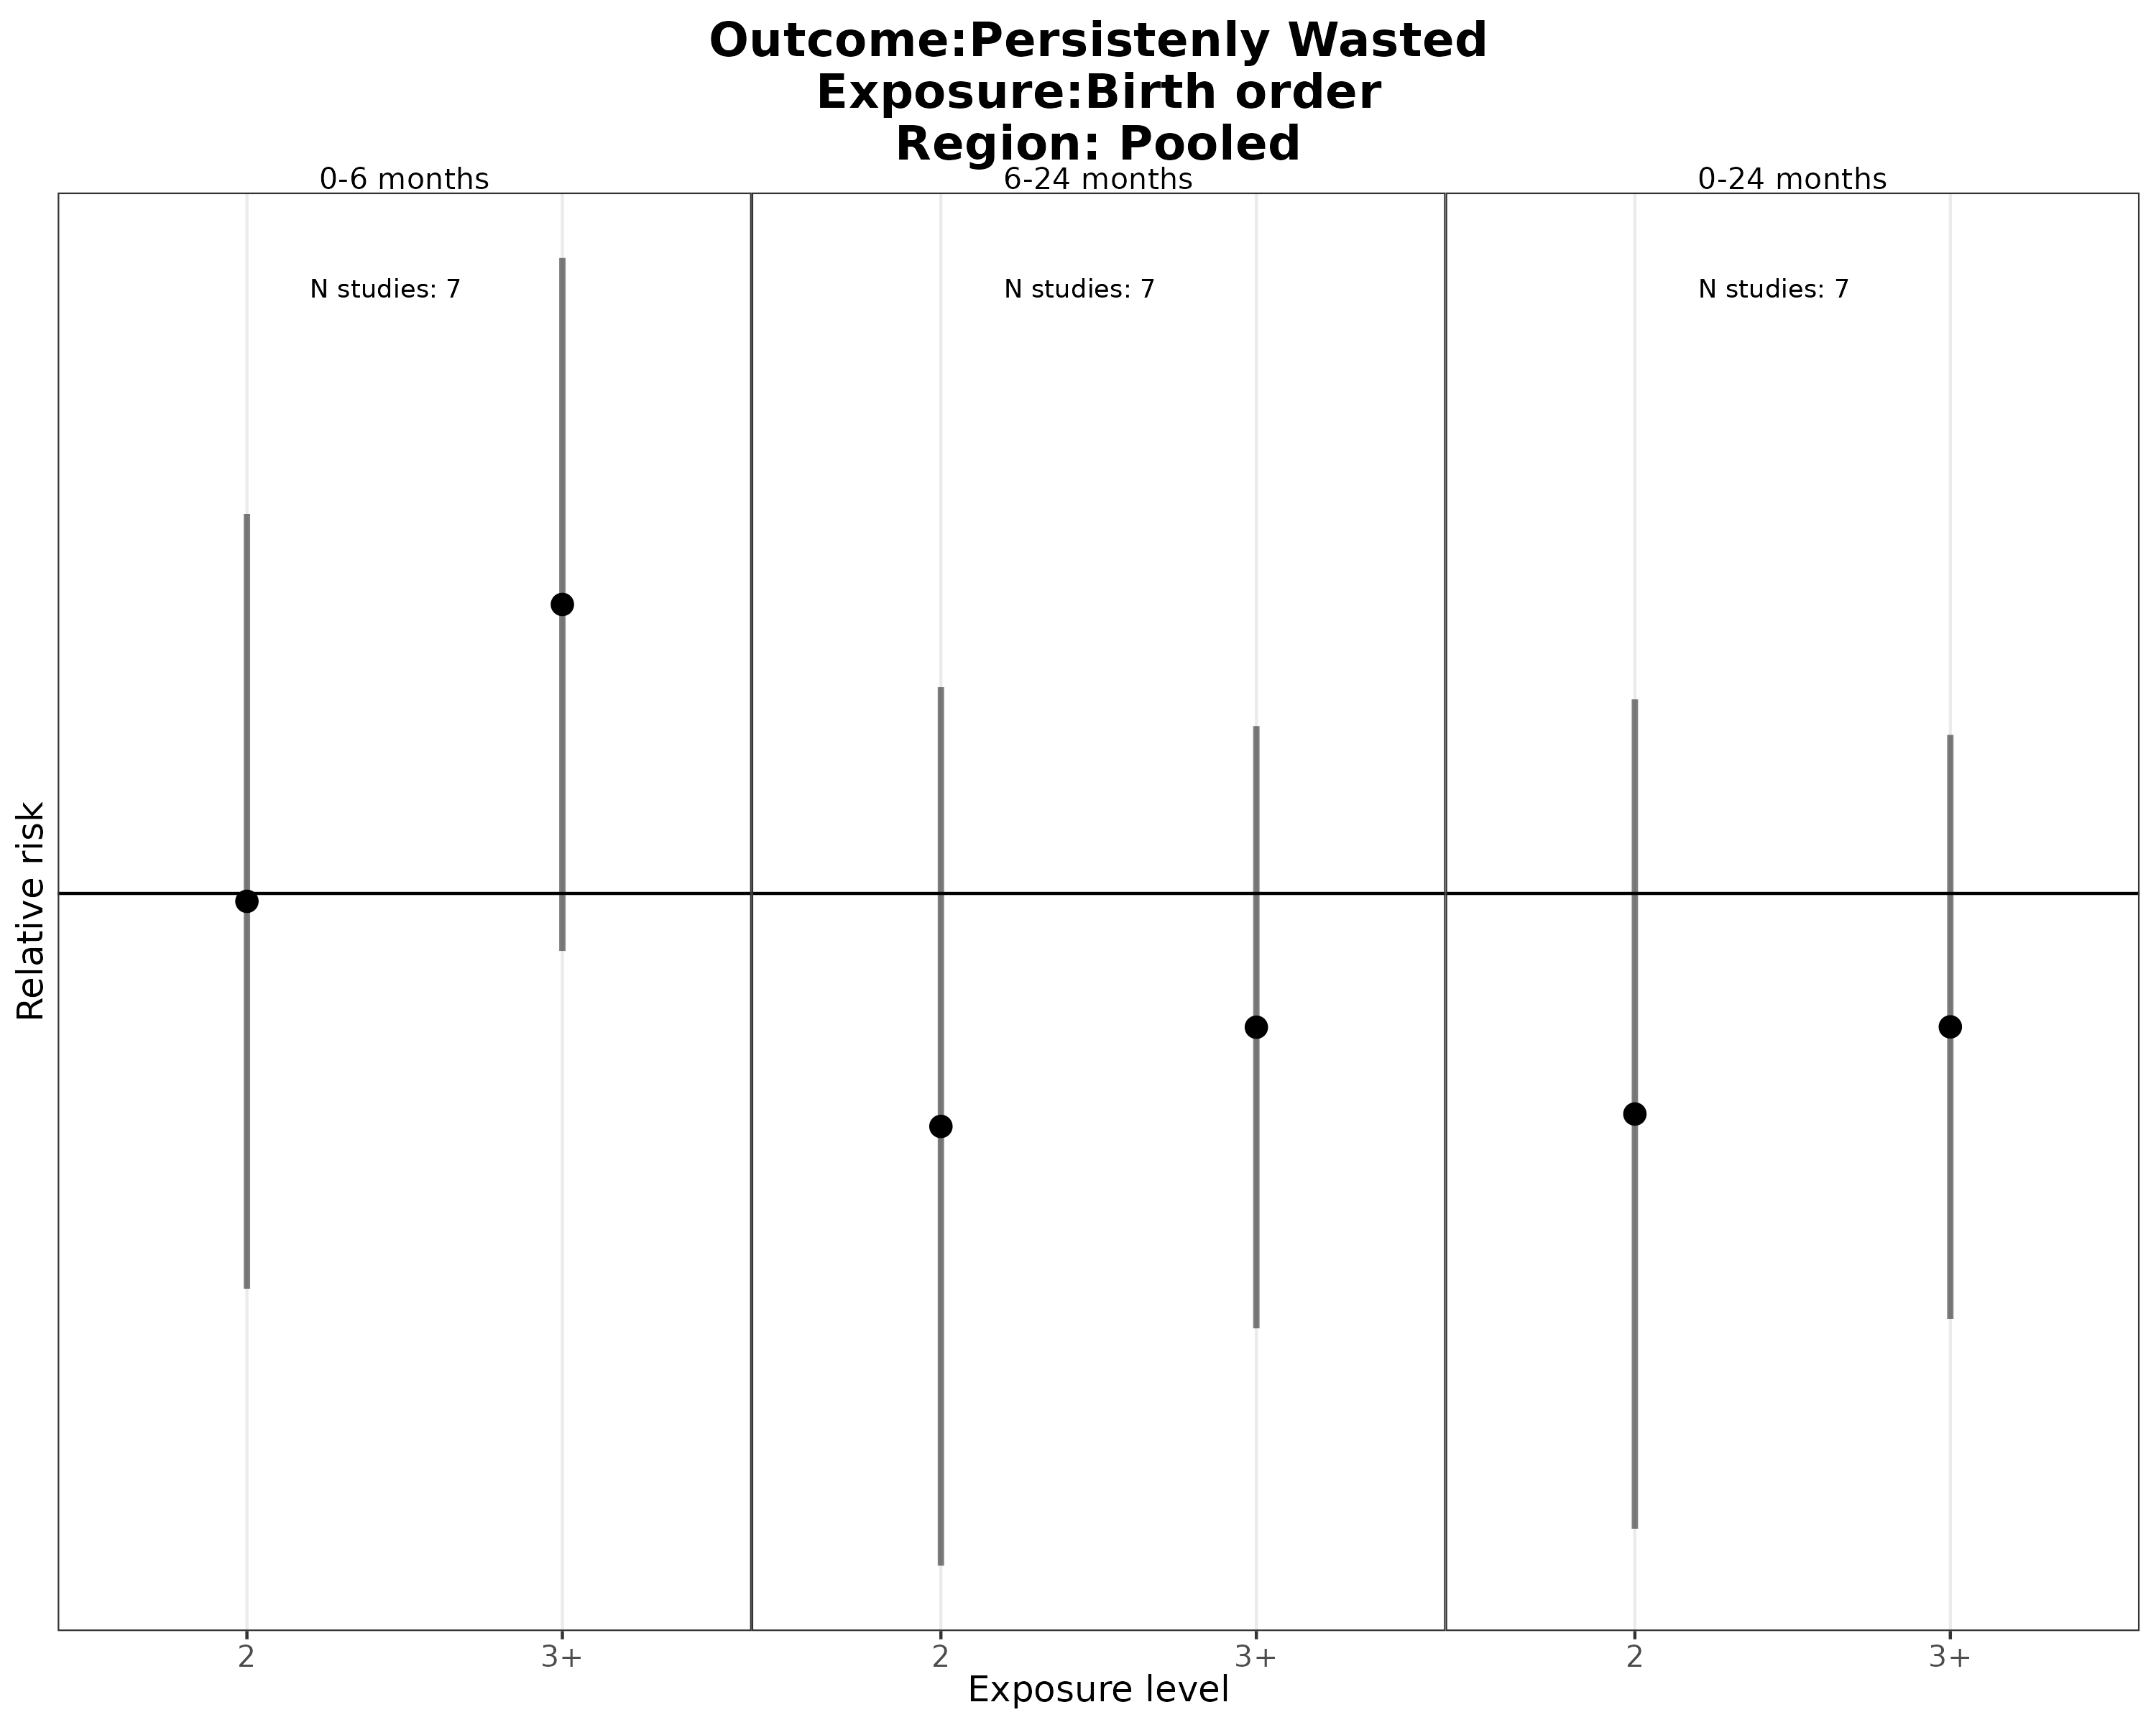 Outcome:Persistenly Wasted
Exposure:Birth order
Region: Pooled
0-6 months
6-24 months
0-24 months
N studies: 7
N studies: 7
N studies: 7
Relative risk
2
3+
2
3+
2
3+
Exposure level